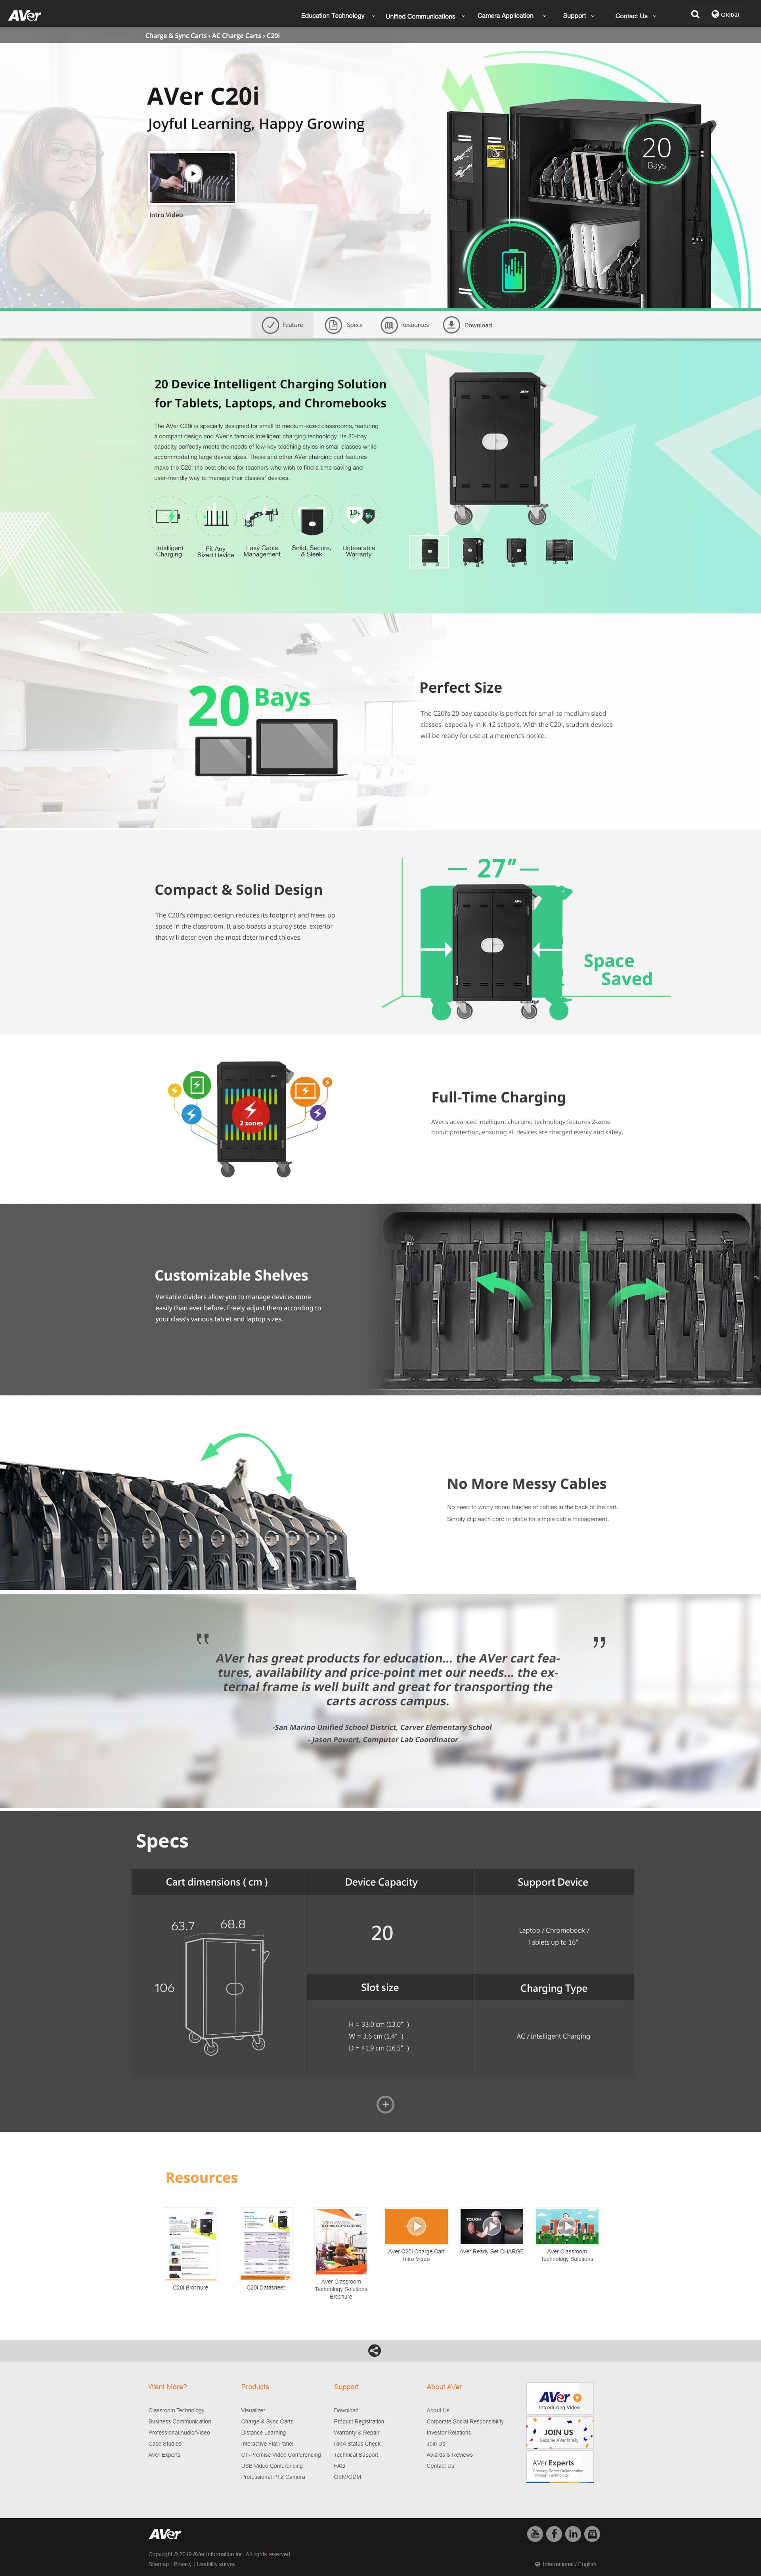 AVer
Education Technology
Unified Communications
Camera Application
Support
Contact Us
Global
Charge & Sync Carts › AC Charge Carts › C20i
AVer C20i
Joyful Learning, Happy Growing
Intro Video
20
Bays
Feature
Specs
Resources
Download
20 Device Intelligent Charging Solution
for Tablets, Laptops, and Chromebooks
The AVer C20i is specially designed for small to medium-sized classrooms, featuring
a compact design and AVer's famous intelligent charging technology. Its 20-bay
capacity perfectly meets the needs of low-key teaching styles in small classes while
accommodating large device sizes. These and other AVer charging cart features
make the C20i the best choice for teachers who wish to find a time-saving and
user-friendly way to manage their classes' devices.
Intelligent
Charging
Fit Any
Sized Device
Easy Cable
Management
Solid, Secure,
& Sleek
Unbeatable
Warranty
20 Bays
Perfect Size
The C20i's 20-bay capacity is perfect for small to medium-sized
classes, especially in K-12 schools. With the C20i, student devices
will be ready for use at a moment's notice.
Compact & Solid Design
The C20i's compact design reduces its footprint and frees up
space in the classroom. It also boasts a sturdy steel exterior
that will deter even the most determined thieves.
27”
Space
Saved
2 zones
Full-Time Charging
AVer's advanced intelligent charging technology features 2-zone
circuit protection, ensuring all devices are charged evenly and safely.
Customizable Shelves
Versatile dividers allow you to manage devices more
easily than ever before. Freely adjust them according to
your class's various tablet and laptop sizes.
No More Messy Cables
No need to worry about tangles of cables in the back of the cart.
Simply clip each cord in place for simple cable management.
"
AVer has great products for education... the AVer cart fea-
tures, availability and price-point met our needs... the ex-
ternal frame is well built and great for transporting the
carts across campus.
"
-San Marino Unified School District, Carver Elementary School
- Jason Powert, Computer Lab Coordinator
Specs
Cart dimensions ( cm )
63.7
68.8
106
Device Capacity
20
Support Device
Laptop / Chromebook /
Tablets up to 16"
Slot size
H = 33.0 cm (13.0" )
W = 3.6 cm (1.4" )
D = 41.9 cm (16.5" )
Charging Type
AC / Intelligent Charging
Resources
C20i Brochure
C20i Datasheet
AVer Classroom
Technology Solutions
Brochure
AVer C20i Charge Cart
Intro Video
TOUGH
AVer Ready Set CHARGE
AVer Classroom
Technology Solutions
Want More?
Classroom Technology
Business Communication
Professional Audio/Video
Case Studies
AVer Experts
Products
Visualizer
Charge & Sync Carts
Distance Learning
Interactive Flat Panel
On-Premise Video Conferencing
USB Video Conferencing
Professional PTZ Camera
Support
Download
Product Registration
Warranty & Repair
RMA Status Check
Technical Support
FAQ
OEM/ODM
About AVer
About Us
Corporate Social Responsibility
Investor Relations
Join Us
Awards & Reviews
Contact Us
AVer
Introducing Video
JOIN US
Become AVer family
AVer Experts
Creating Better Collaboration
Through Technology
AVer
Copyright © 2019 AVer Information Inc. All rights reserved.
Sitemap | Privacy | Usability survey
International / English